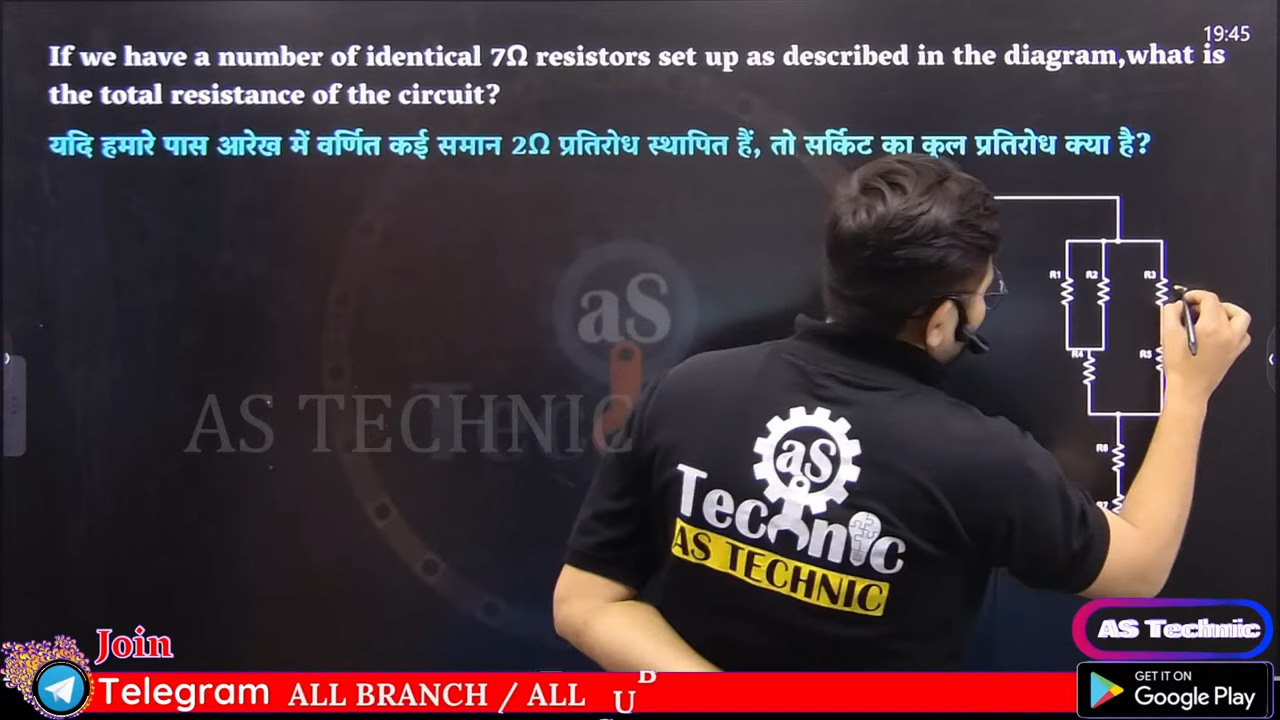 19:45
If we have a number of identical 7Ω resistors set up as described in the diagram,what is
the total resistance of the circuit?
यदि हमारे पास आरेख में वर्णित कई समान 2Ω प्रतिरोध स्थापित हैं, तो सर्किट का कुल प्रतिरोध क्या है?
R1 R2 R3
R4 R5
R6
R7
aS
AS TECHNIC
aS
Technic
AS TECHNIC
AS Technic
Join
Telegram ALL BRANCH / ALL
B
U
GET IT ON
Google Play